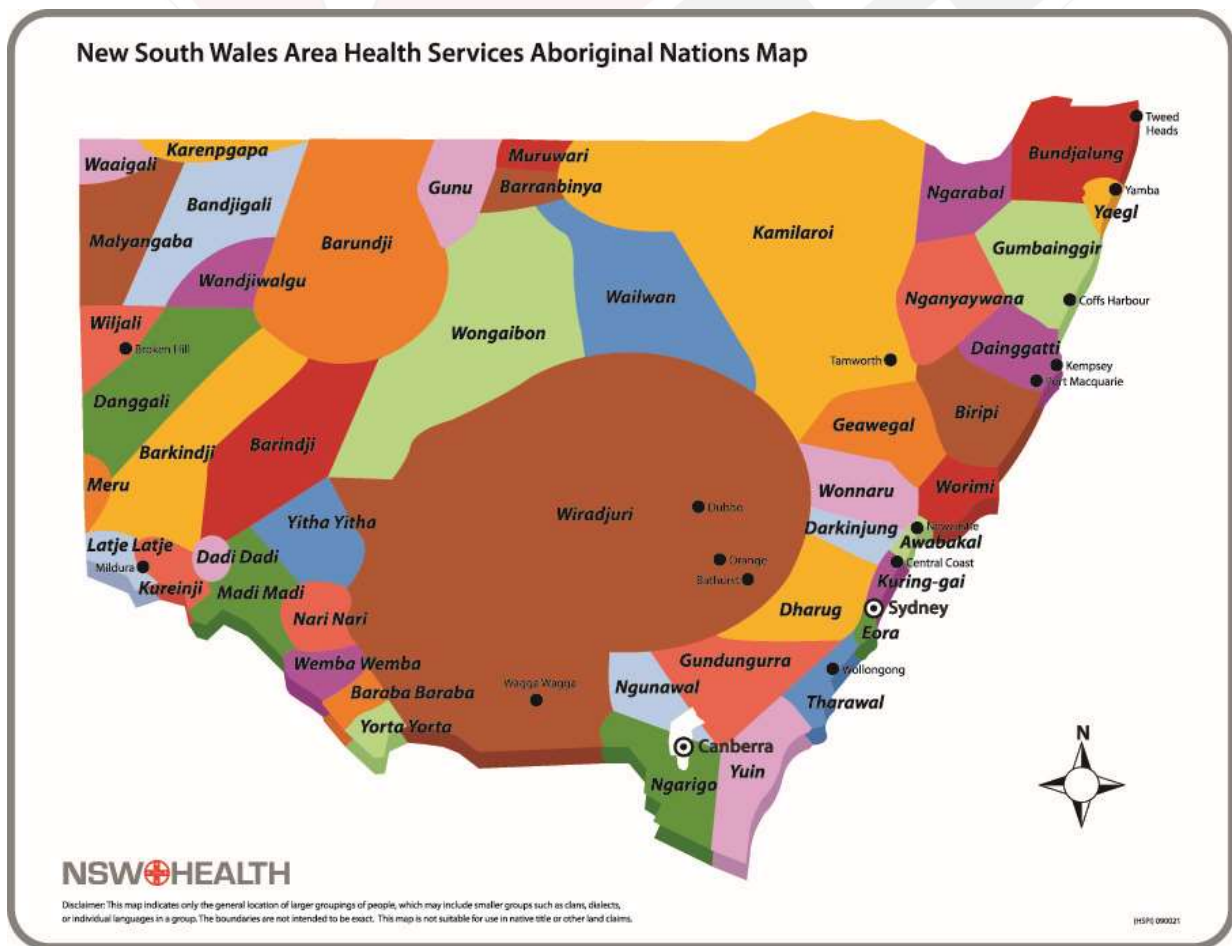 New South Wales Area Health Services Aboriginal Nations Map
Tweed
Heads
Karenpgapa
Waaigali
Muruwari
Bundjalung
Gunu
Barranbinya
Ngarabal
Yamba
Bandjigali
Yaegl
Malyangaba
Barundji
Kamilaroi
Gumbainggir
Wandjiwalgu
Wailwan
Nganyaywana
Coffs Harbour
Wiljali
Wongaibon
Broken Hill
Dainggatti
Tamworth
Kempsey
Port Macquarie
Danggali
Biripi
Geawegal
Barkindji
Barindji
Meru
Wonnaru
Worimi
Wiradjuri
Dubbo
Yitha Yitha
Darkinjung
Newcastle
Awabakal
Latje Latje
Dadi Dadi
Orange
Central Coast
Mildura
Kureinji
Madi Madi
Bathurst
Kuring-gai
Nari Nari
Dharug
Sydney
Eora
Wemba Wemba
Gundungurra
Wollongong
Baraba Baraba
Wagga Wagga
Ngunawal
Tharawal
Yorta Yorta
Canberra
Yuin
Ngarigo
N
NSW HEALTH
Disclaimer: This map indicates only the general location of larger groupings of people, which may include smaller groups such as clans, dialects,
or individual languages in a group. The boundaries are not intended to be exact. This map is not suitable for use in native title or other land claims.
(HSPI) 090021